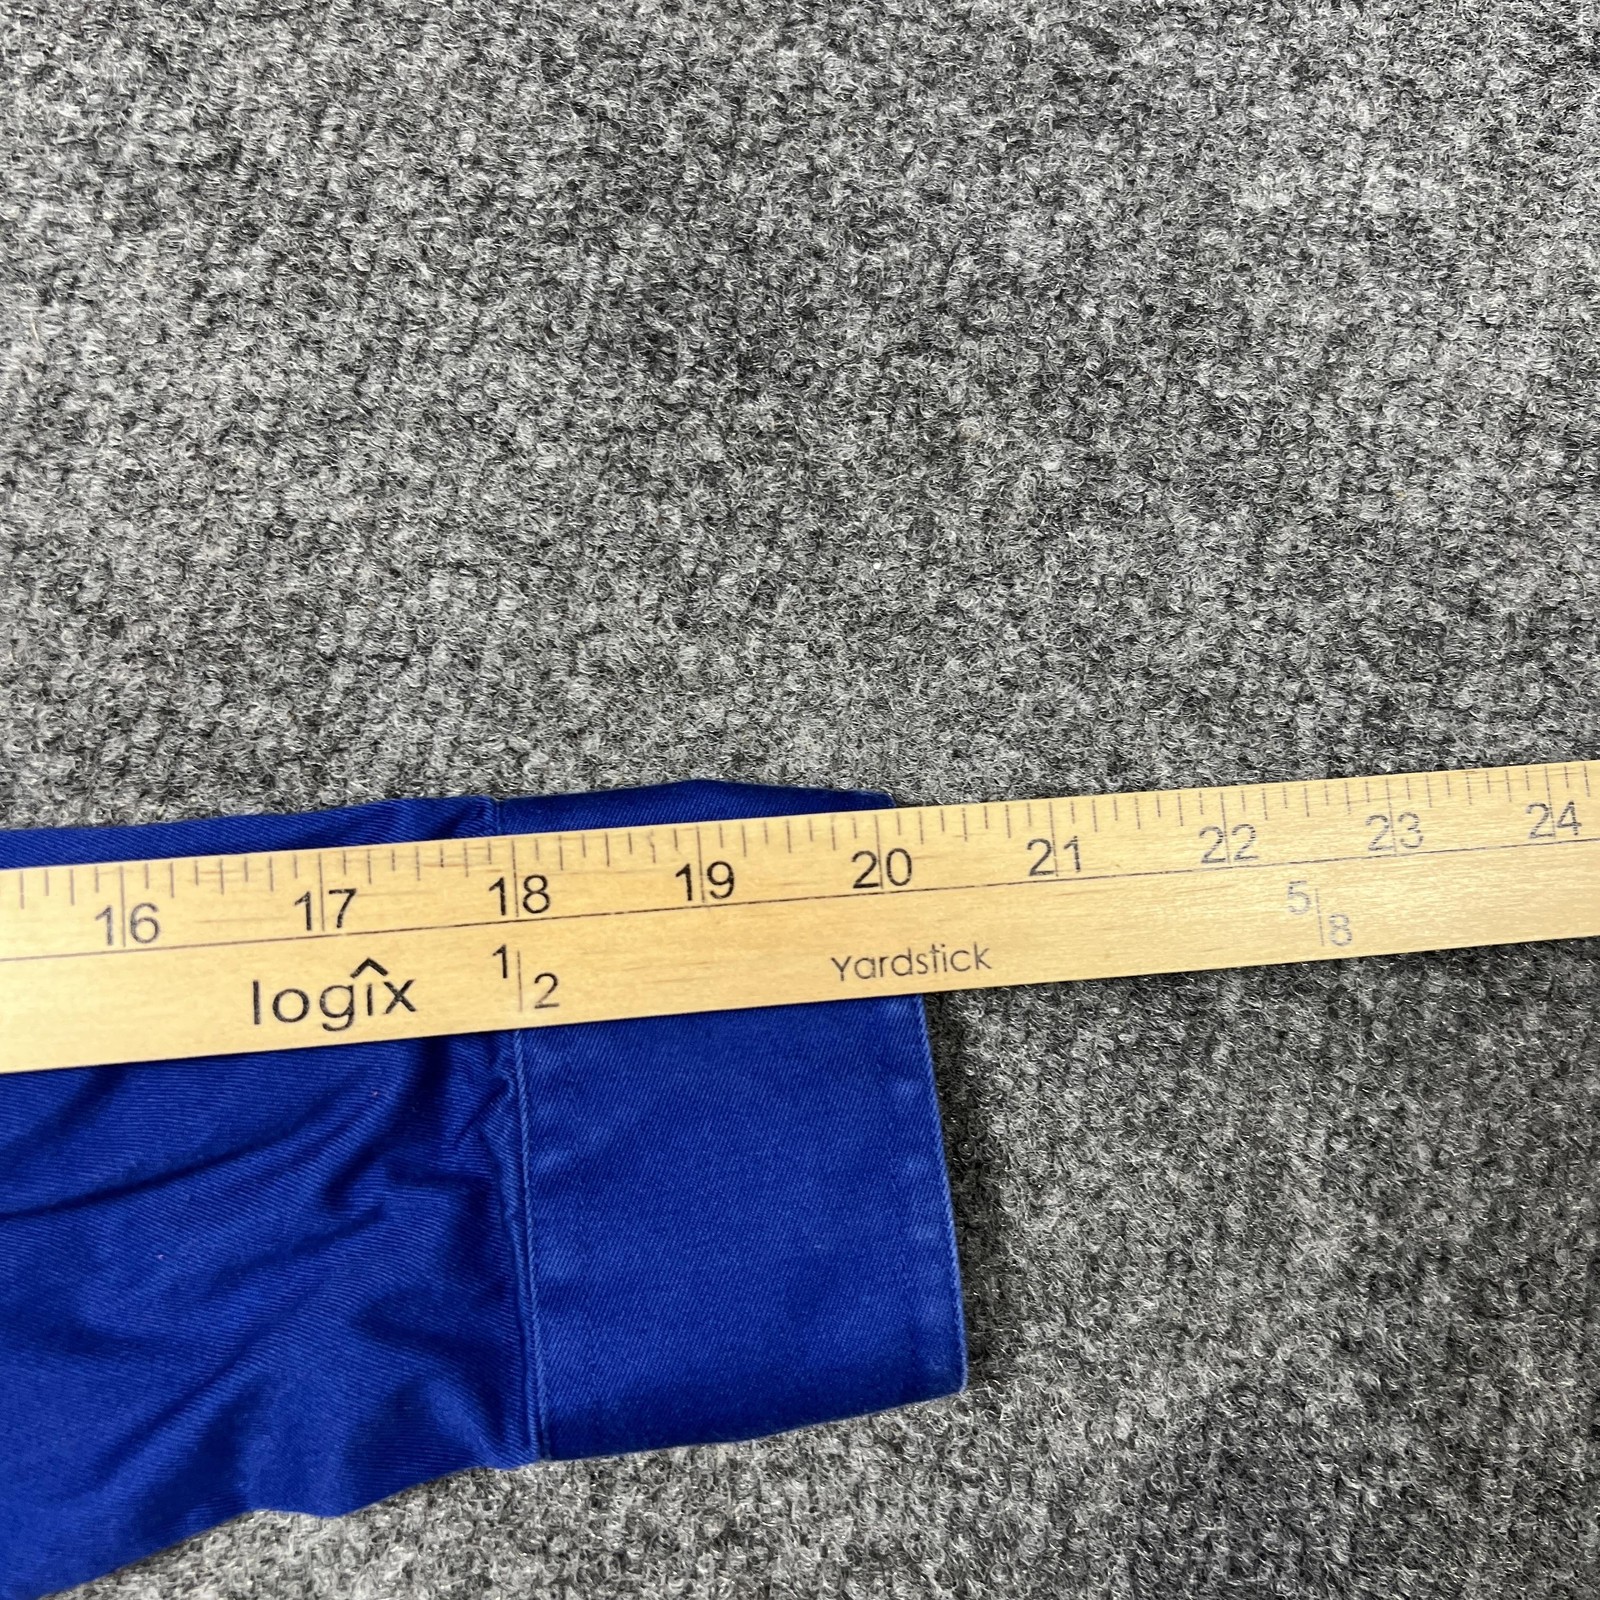 16 17 18 19 20 21 22 23 24
logix 1/2 Yardstick 5/8